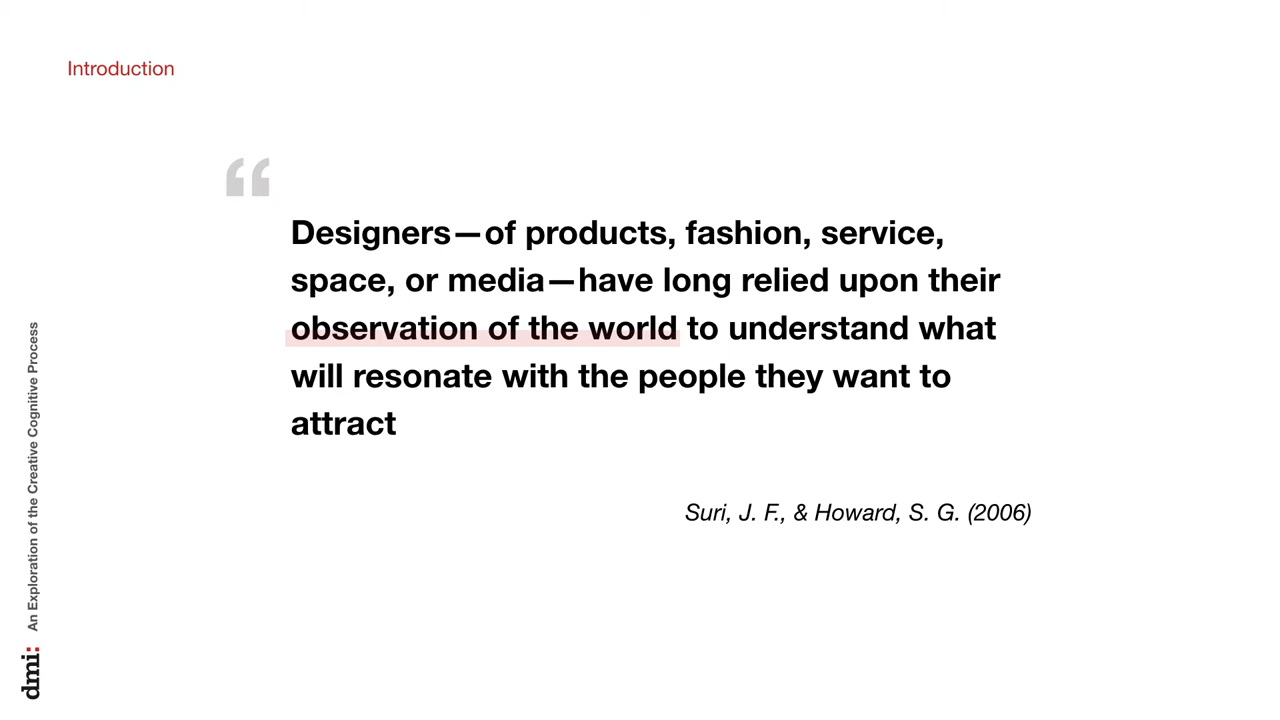 Introduction
“
Designers—of products, fashion, service,
space, or media—have long relied upon their
observation of the world to understand what
will resonate with the people they want to
attract
Suri, J. F., & Howard, S. G. (2006)
An Exploration of the Creative Cognitive Process
dmi: